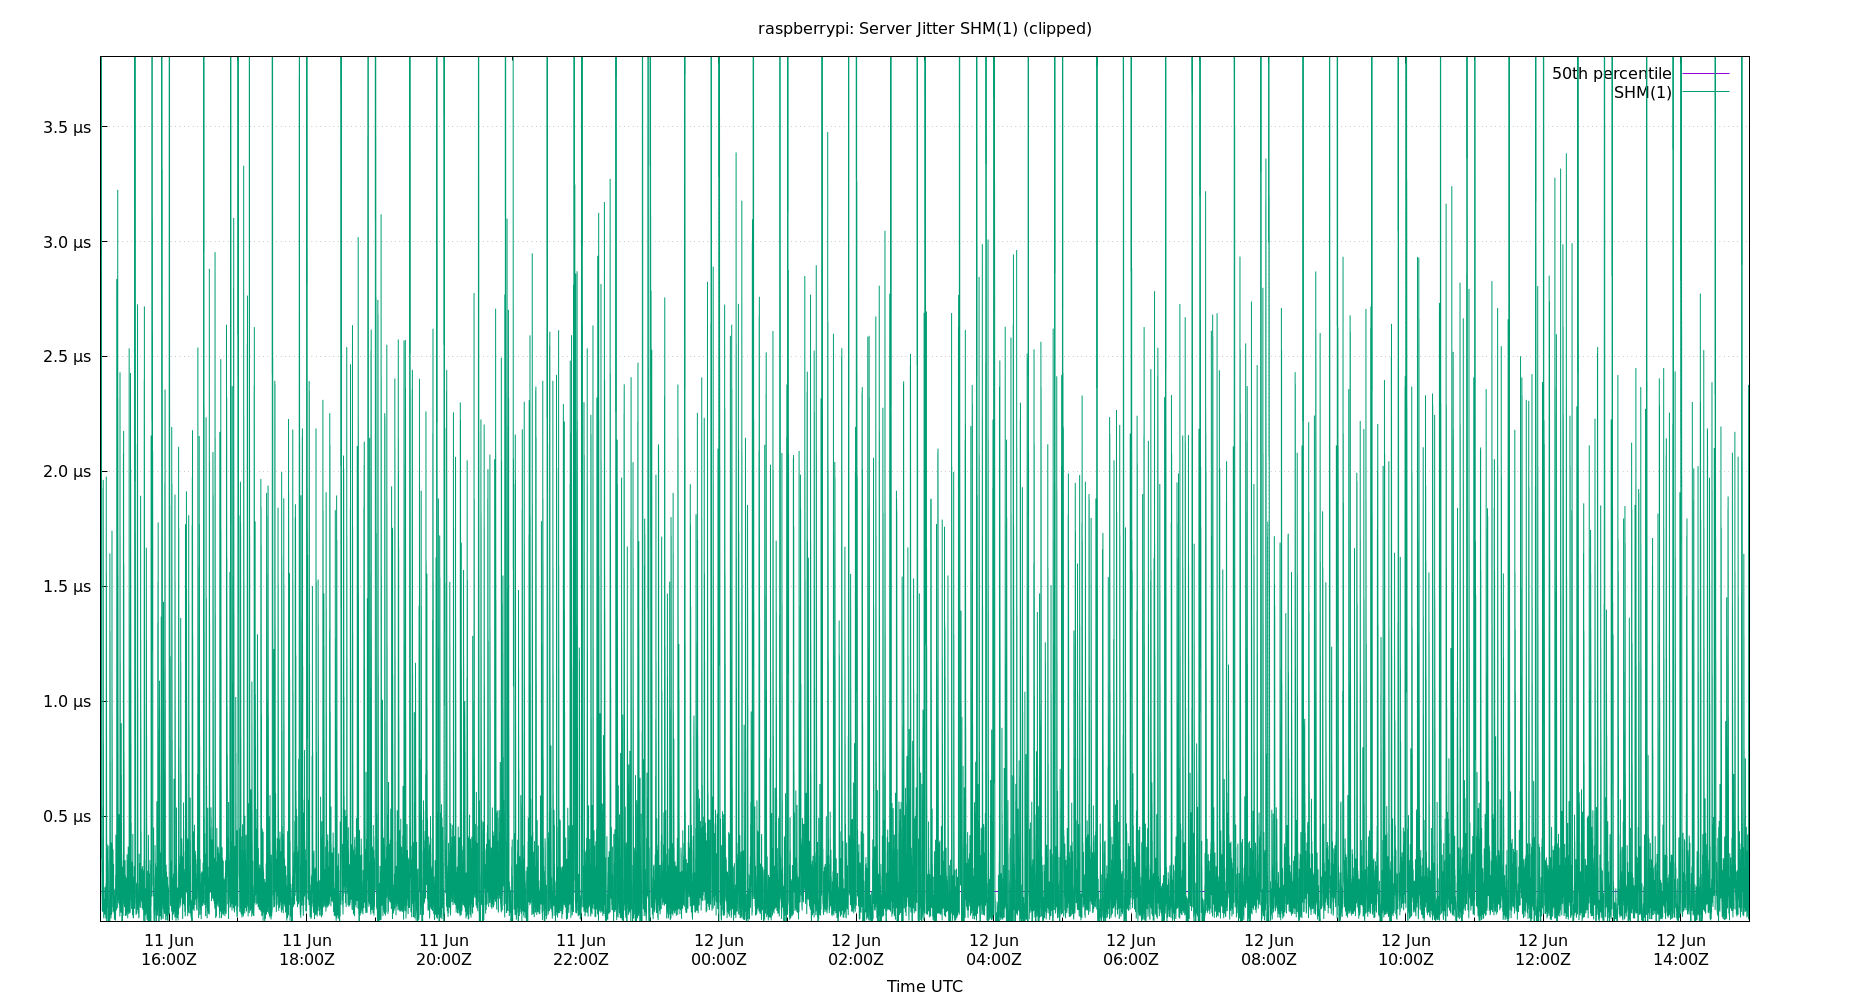 raspberrypi: Server Jitter SHM(1) (clipped)
50th percentile
SHM(1)
3.5 µs
3.0 µs
2.5 µs
2.0 µs
1.5 µs
1.0 µs
0.5 µs
11 Jun 11 Jun 11 Jun 11 Jun 12 Jun 12 Jun 12 Jun 12 Jun 12 Jun 12 Jun 12 Jun 12 Jun
16:00Z 18:00Z 20:00Z 22:00Z 00:00Z 02:00Z 04:00Z 06:00Z 08:00Z 10:00Z 12:00Z 14:00Z
Time UTC